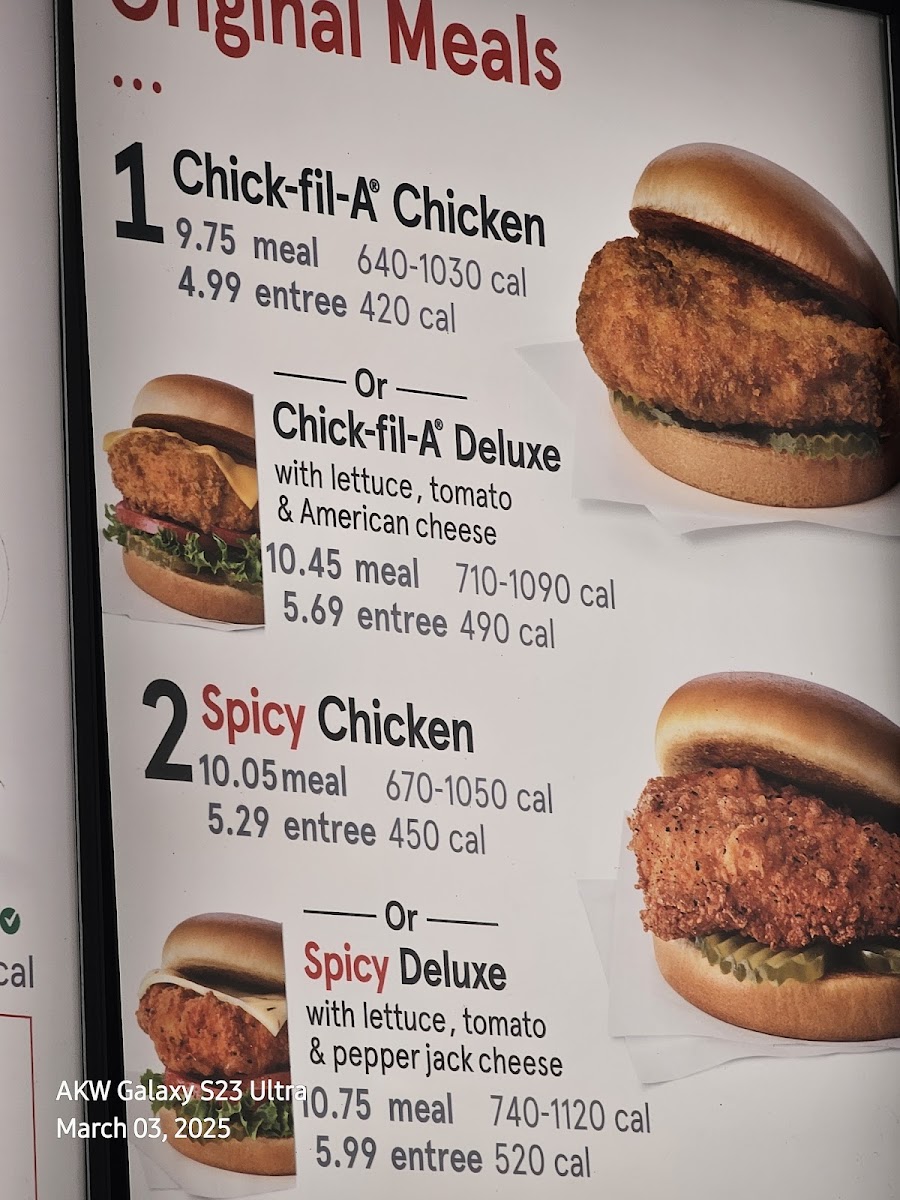 Original Meals
...
1 Chick-fil-A® Chicken
9.75 meal 640-1030 cal
4.99 entree 420 cal
Or
Chick-fil-A® Deluxe
with lettuce, tomato
& American cheese
10.45 meal 710-1090 cal
5.69 entree 490 cal
2 Spicy Chicken
10.05 meal 670-1050 cal
5.29 entree 450 cal
Or
Spicy Deluxe
with lettuce, tomato
& pepper jack cheese
10.75 meal 740-1120 cal
5.99 entree 520 cal
cal
AKW Galaxy S23 Ultra
March 03, 2025